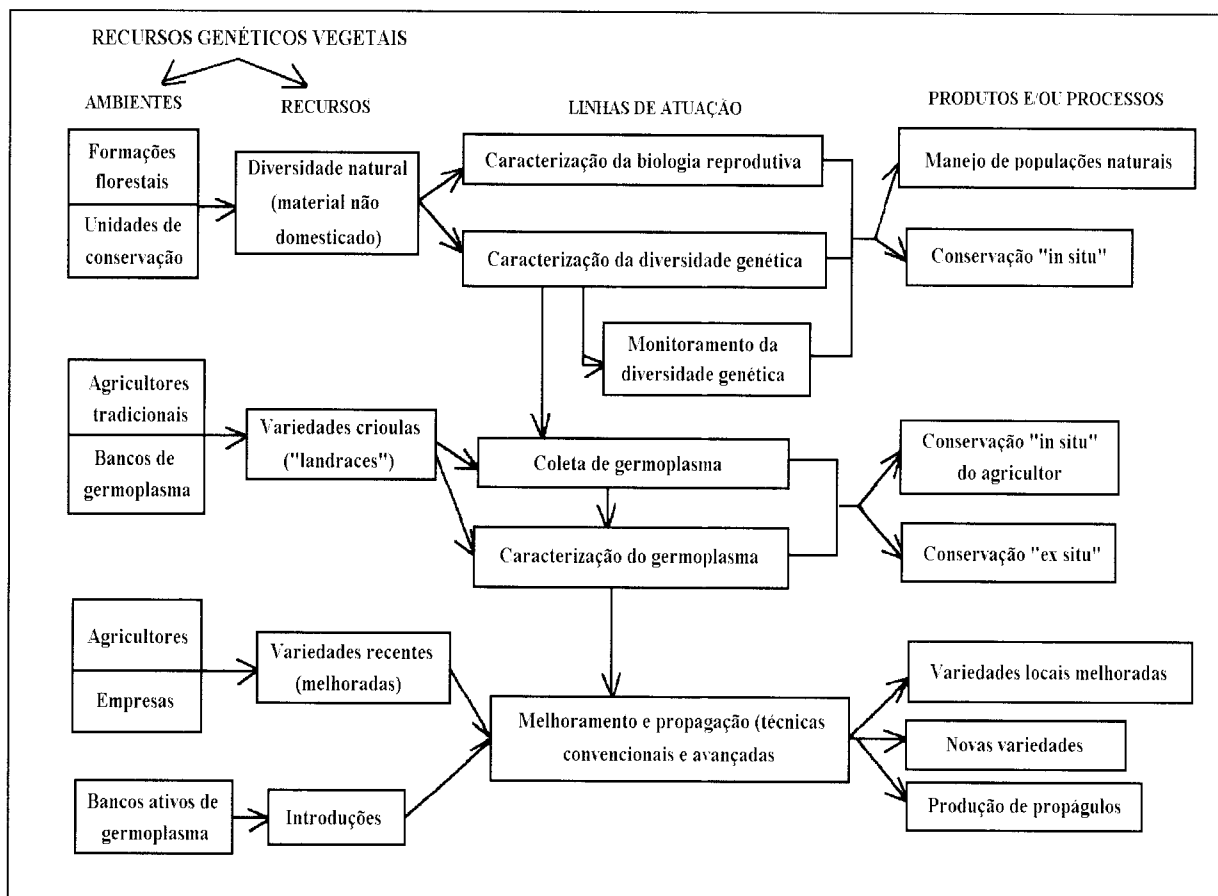 RECURSOS GENÉTICOS VEGETAIS
AMBIENTES
RECURSOS
LINHAS DE ATUAÇÃO
PRODUTOS E/OU PROCESSOS
Formações
florestais
Unidades de
conservação
Diversidade natural
(material não
domesticado)
Caracterização da biologia reprodutiva
Caracterização da diversidade genética
Monitoramento da
diversidade genética
Manejo de populações naturais
Conservação "in situ"
Agricultores
tradicionais
Bancos de
germoplasma
Variedades crioulas
("landraces")
Coleta de germoplasma
Caracterização do germoplasma
Conservação "in situ"
do agricultor
Conservação "ex situ"
Agricultores
Empresas
Variedades recentes
(melhoradas)
Melhoramento e propagação (técnicas
convencionais e avançadas
Variedades locais melhoradas
Novas variedades
Produção de propágulos
Bancos ativos de
germoplasma
Introduções